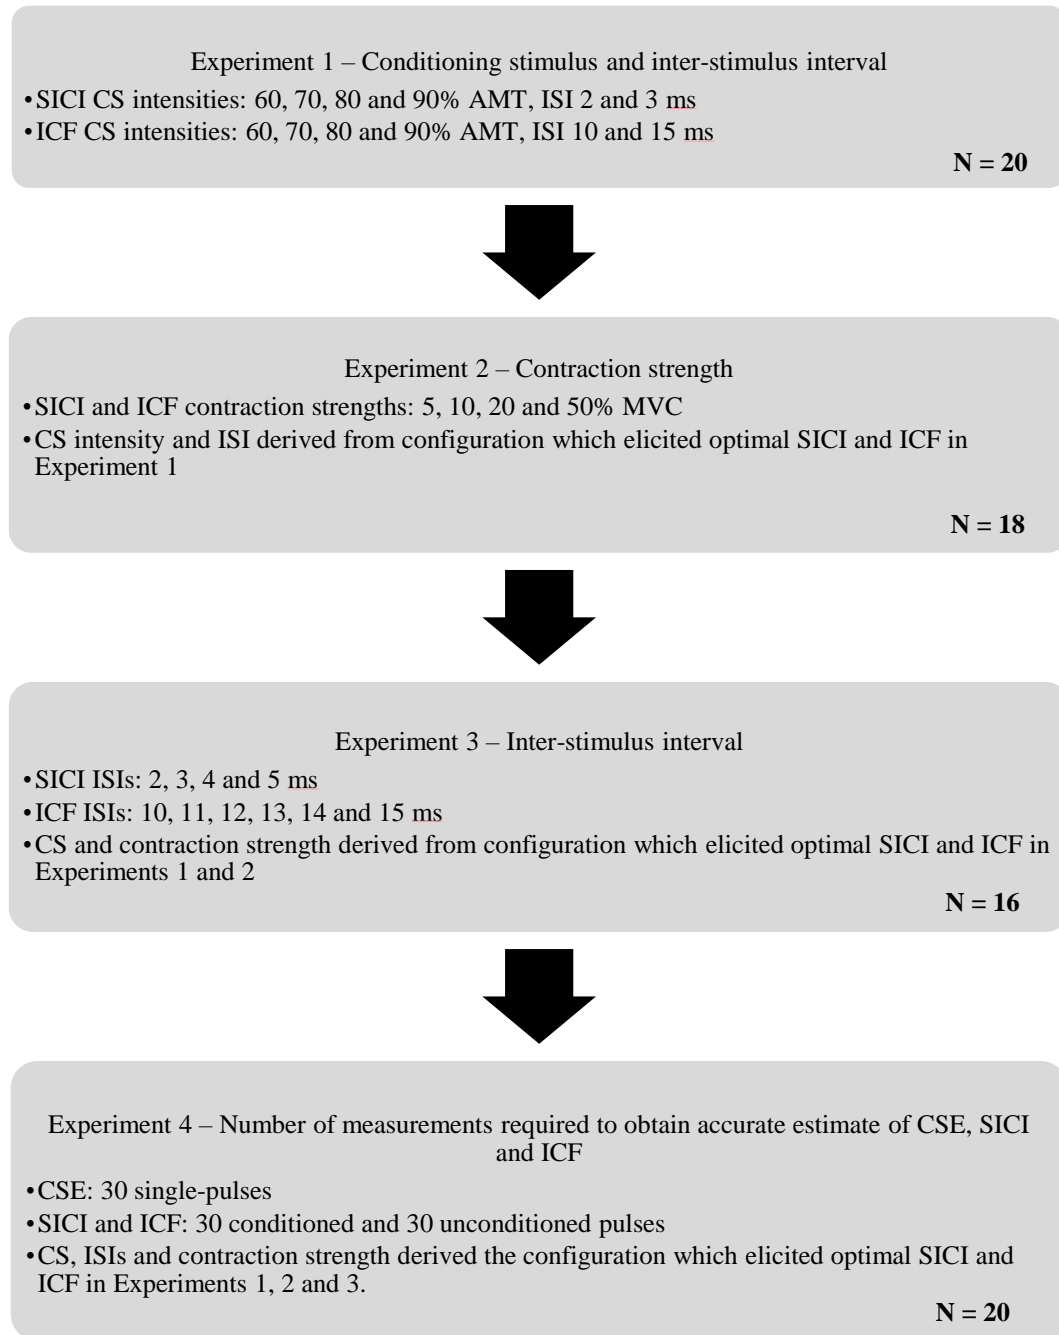 Experiment 1 – Conditioning stimulus and inter-stimulus interval
•SICI CS intensities: 60, 70, 80 and 90% AMT, ISI 2 and 3 ms
•ICF CS intensities: 60, 70, 80 and 90% AMT, ISI 10 and 15 ms
N = 20
Experiment 2 – Contraction strength
•SICI and ICF contraction strengths: 5, 10, 20 and 50% MVC
•CS intensity and ISI derived from configuration which elicited optimal SICI and ICF in
Experiment 1
N = 18
Experiment 3 – Inter-stimulus interval
•SICI ISIs: 2, 3, 4 and 5 ms
•ICF ISIs: 10, 11, 12, 13, 14 and 15 ms
•CS and contraction strength derived from configuration which elicited optimal SICI and ICF in
Experiments 1 and 2
N = 16
Experiment 4 – Number of measurements required to obtain accurate estimate of CSE, SICI
and ICF
•CSE: 30 single-pulses
•SICI and ICF: 30 conditioned and 30 unconditioned pulses
•CS, ISIs and contraction strength derived the configuration which elicited optimal SICI and
ICF in Experiments 1, 2 and 3.
N = 20